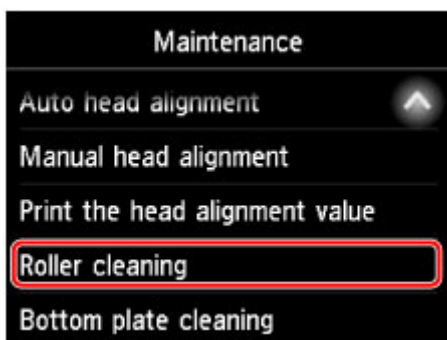 Maintenance
Auto head alignment
Manual head alignment
Print the head alignment value
Roller cleaning
Bottom plate cleaning